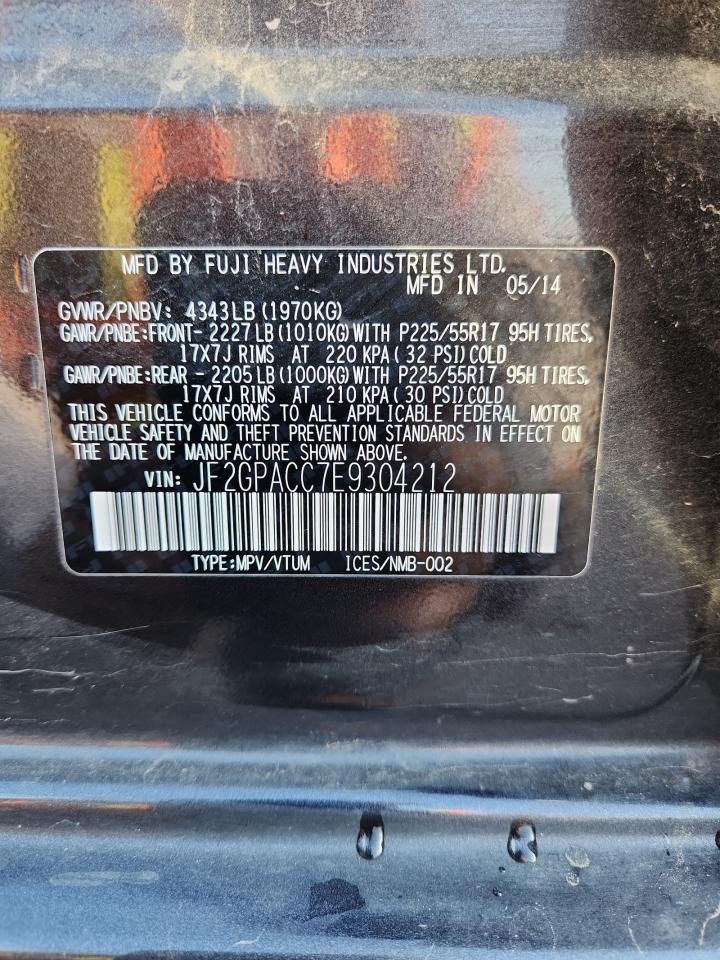 MFD BY FUJI HEAVY INDUSTRIES LTD.
MFD IN 05/14
GVWR/PNBV: 4343LB (1970KG)
GAWR/PNBE:FRONT- 2227LB(1010KG)WITH P225/55R17 95H TIRES,
17X7J RIMS AT 220 KPA( 32 PSI)COLD
GAWR/PNBE:REAR - 2205LB(1000KG)WITH P225/55R17 95H TIRES,
17X7J RIMS AT 210 KPA( 30 PSI)COLD
THIS VEHICLE CONFORMS TO ALL APPLICABLE FEDERAL MOTOR
VEHICLE SAFETY AND THEFT PREVENTION STANDARDS IN EFFECT ON
THE DATE OF MANUFACTURE SHOWN ABOVE.
VIN: JF2GPACC7E9304212
TYPE:MPV/VTUM ICES/NMB-002